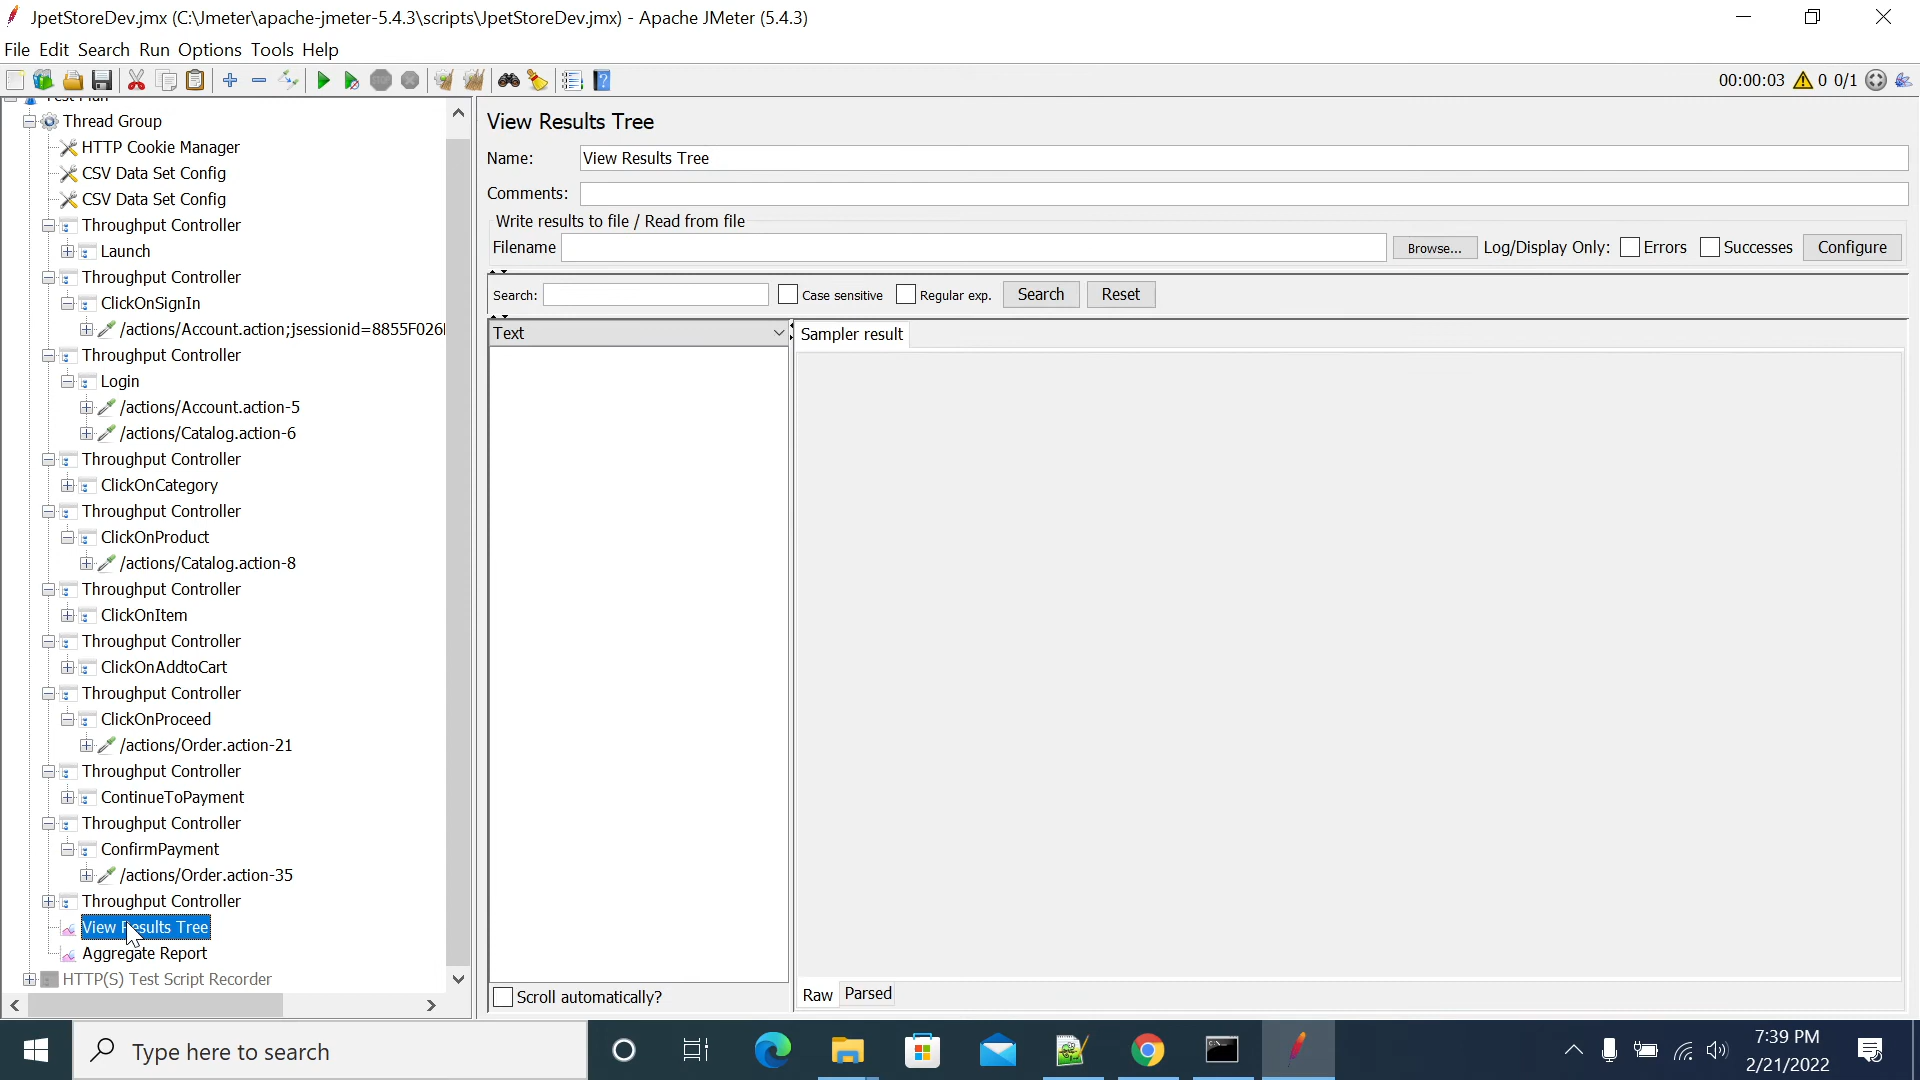 JpetStoreDev.jmx (C:\Jmeter\apache-jmeter-5.4.3\scripts\JpetStoreDev.jmx) - Apache JMeter (5.4.3)
File Edit Search Run Options Tools Help
00:00:03 0 0/1
Test Plan
Thread Group
HTTP Cookie Manager
CSV Data Set Config
CSV Data Set Config
Throughput Controller
Launch
Throughput Controller
ClickOnSignIn
/actions/Account.action;jsessionid=8855F026
Throughput Controller
Login
/actions/Account.action-5
/actions/Catalog.action-6
Throughput Controller
ClickOnCategory
Throughput Controller
ClickOnProduct
/actions/Catalog.action-8
Throughput Controller
ClickOnItem
Throughput Controller
ClickOnAddtoCart
Throughput Controller
ClickOnProceed
/actions/Order.action-21
Throughput Controller
ContinueToPayment
Throughput Controller
ConfirmPayment
/actions/Order.action-35
Throughput Controller
View Results Tree
Aggregate Report
HTTP(S) Test Script Recorder
View Results Tree
Name: View Results Tree
Comments:
Write results to file / Read from file
Filename Browse... Log/Display Only: Errors Successes Configure
Search: Case sensitive Regular exp. Search Reset
Text
Sampler result
Scroll automatically?
Raw Parsed
Type here to search
7:39 PM
2/21/2022